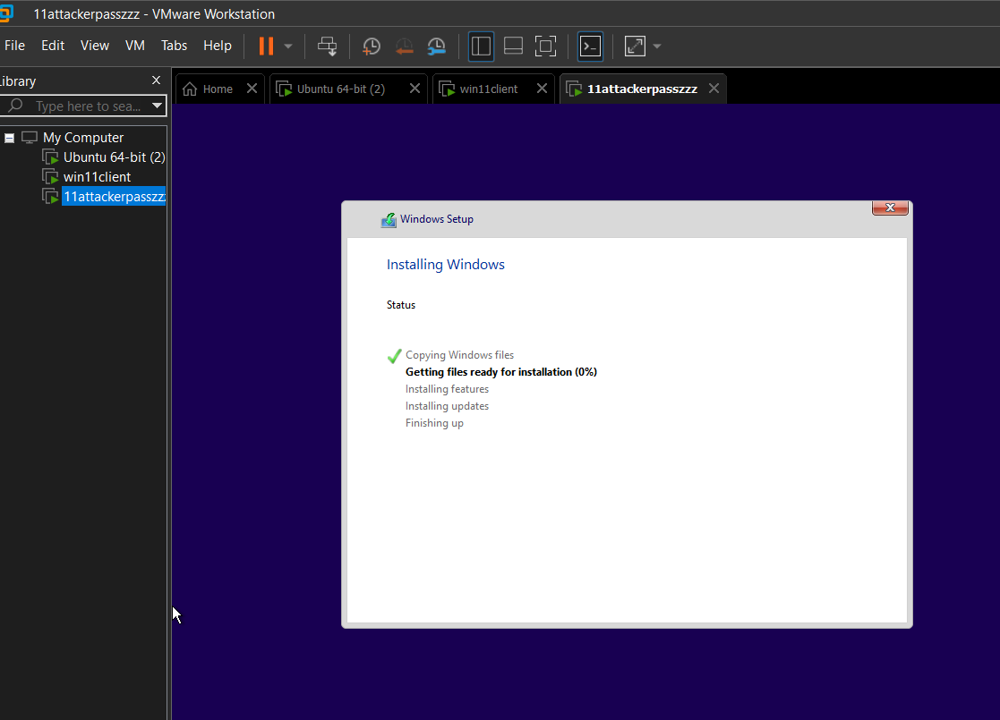 11attackerpasszzz - VMware Workstation
File Edit View VM Tabs Help
Library
Type here to sea...
Home
Ubuntu 64-bit (2)
win11client
11attackerpasszzz
My Computer
Ubuntu 64-bit (2)
win11client
11attackerpasszzz
Windows Setup
Installing Windows
Status
Copying Windows files
Getting files ready for installation (0%)
Installing features
Installing updates
Finishing up